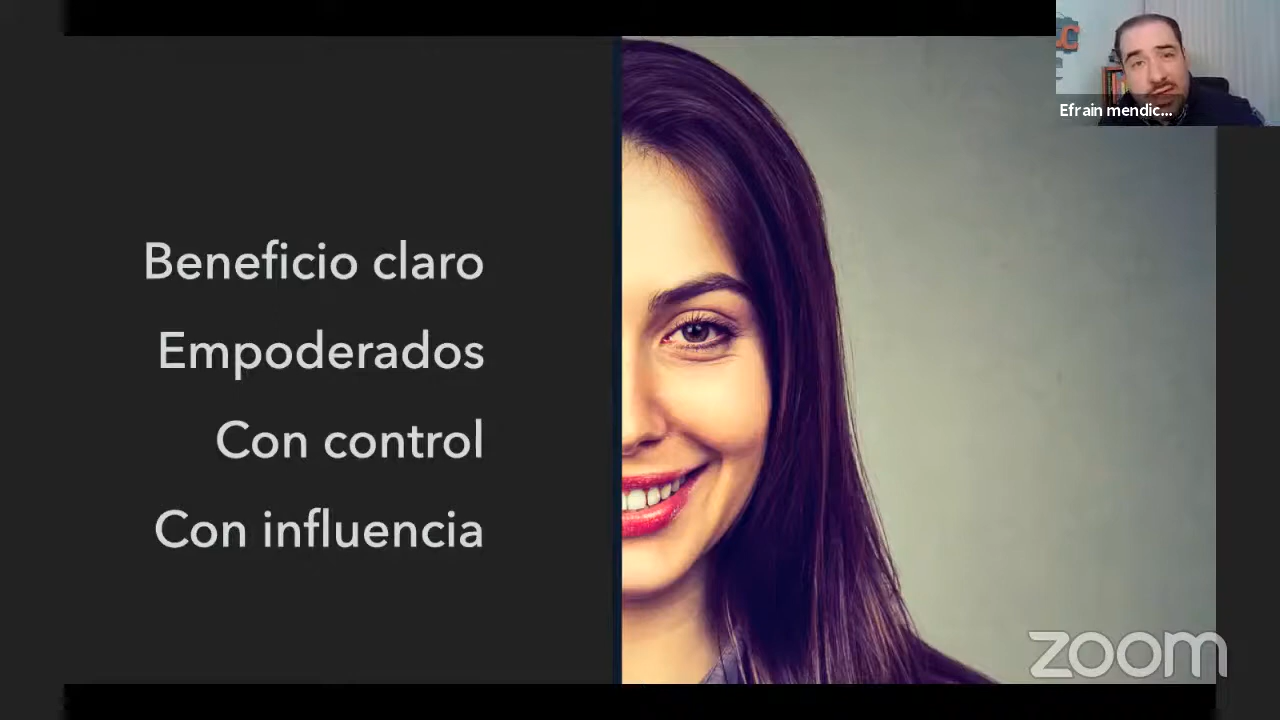 Beneficio claro
Empoderados
Con control
Con influencia
Efrain mendic...
zoom